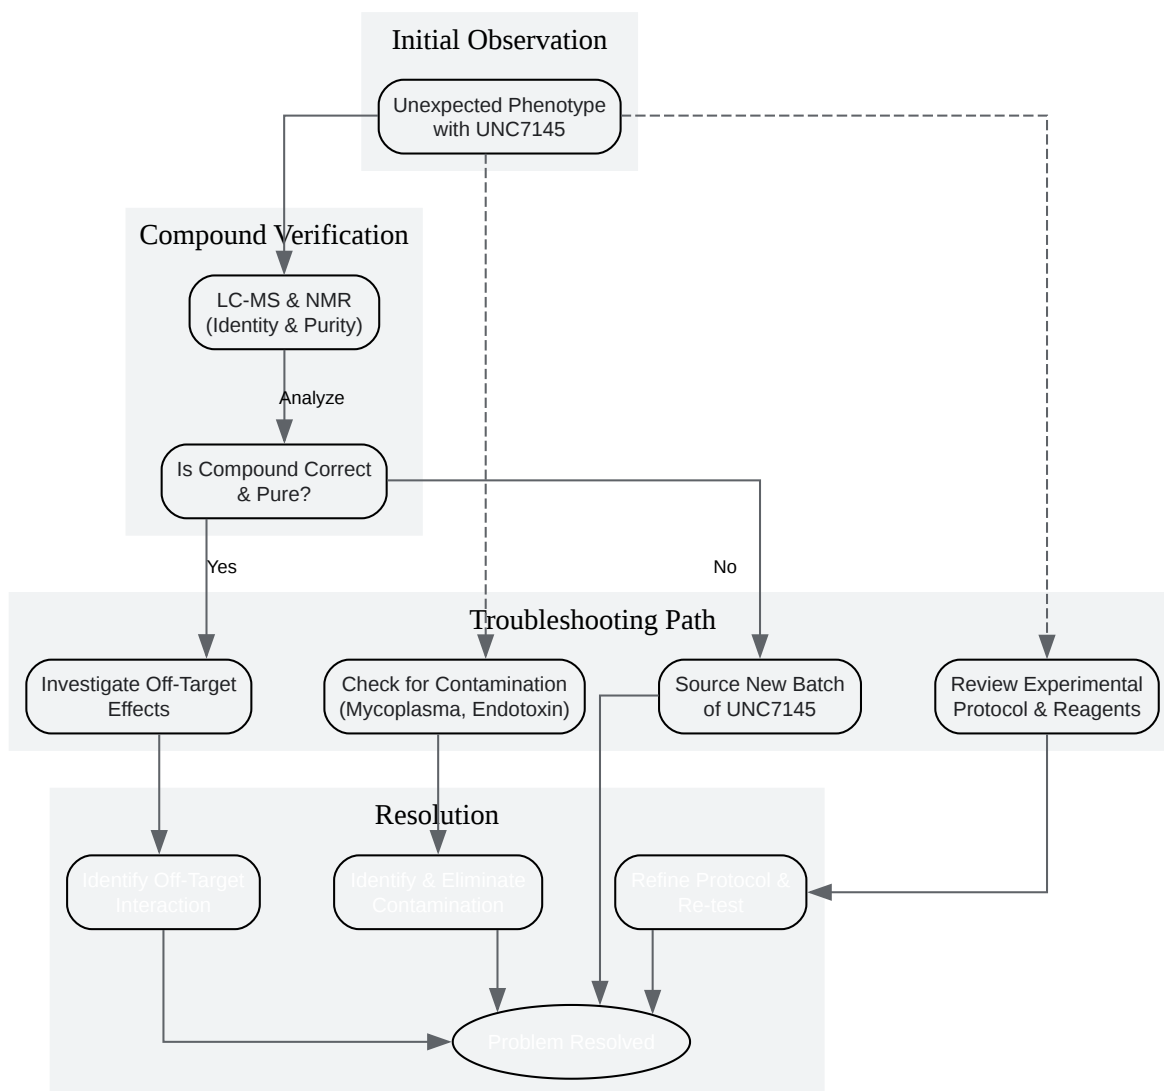 Initial Observation
Unexpected Phenotype
with UNC7145
Compound Verification
LC-MS & NMR
(Identity & Purity)
Analyze
Is Compound Correct
& Pure?
Yes
No
Troubleshooting Path
Investigate Off-Target
Effects
Check for Contamination
(Mycoplasma, Endotoxin)
Source New Batch
of UNC7145
Review Experimental
Protocol & Reagents
Resolution
Identify Off-Target
Interaction
Identify & Eliminate
Contamination
Refine Protocol &
Re-test
Problem Resolved